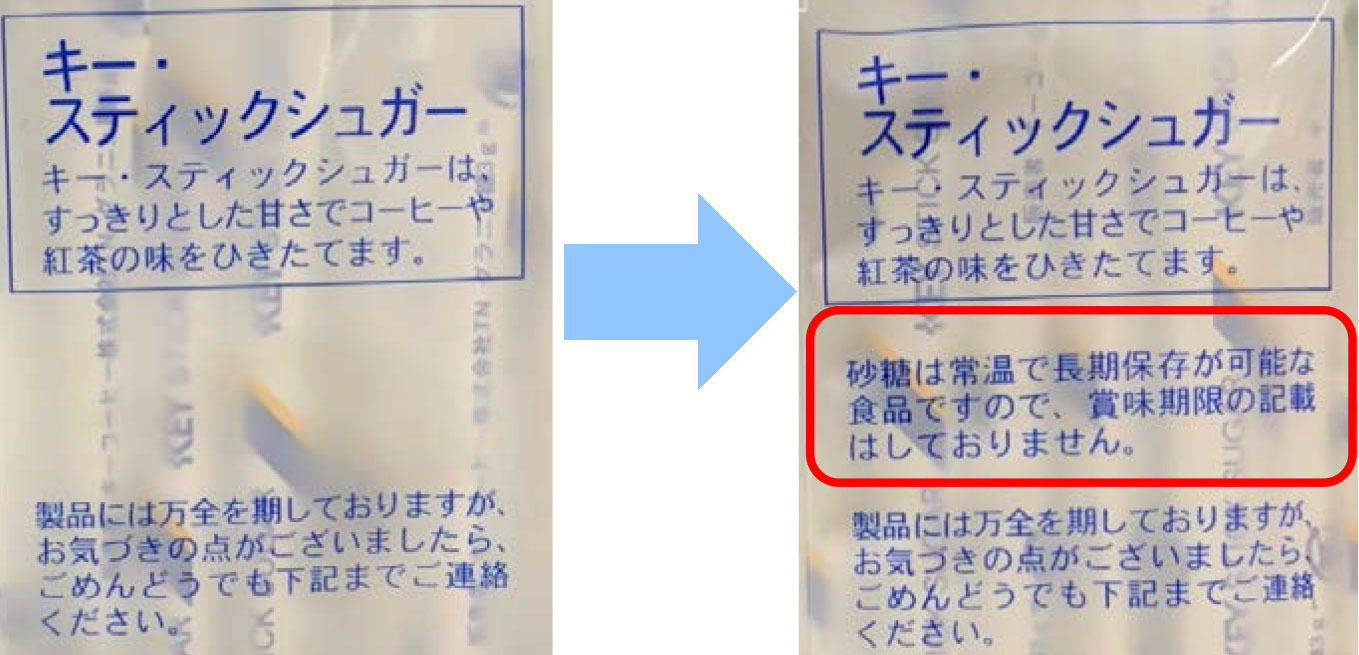 キー・
スティックシュガー
キー・スティックシュガーは、
すっきりとした甘さでコーヒーや
紅茶の味をひきたてます。
製品には万全を期しておりますが、
お気づきの点がございましたら、
ごめんどうでも下記までご連絡
ください。
キー・
スティックシュガー
キー・スティックシュガーは、
すっきりとした甘さでコーヒーや
紅茶の味をひきたてます。
砂糖は常温で長期保存が可能な
食品ですので、賞味期限の記載
はしておりません。
製品には万全を期しておりますが、
お気づきの点がございましたら、
ごめんどうでも下記までご連絡
ください。